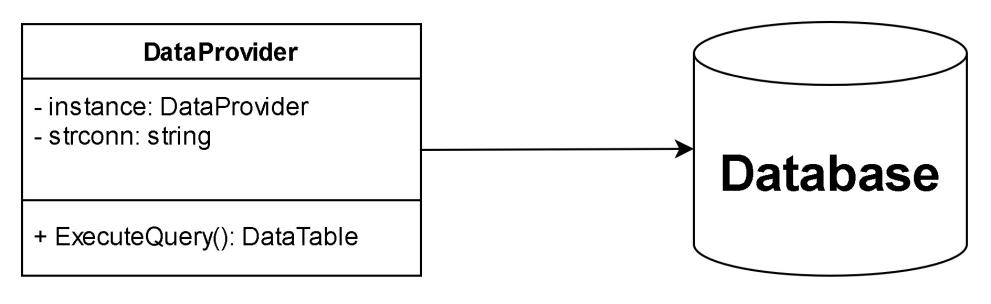 DataProvider
- instance: DataProvider
- strconn: string
+ ExecuteQuery(): DataTable
Database